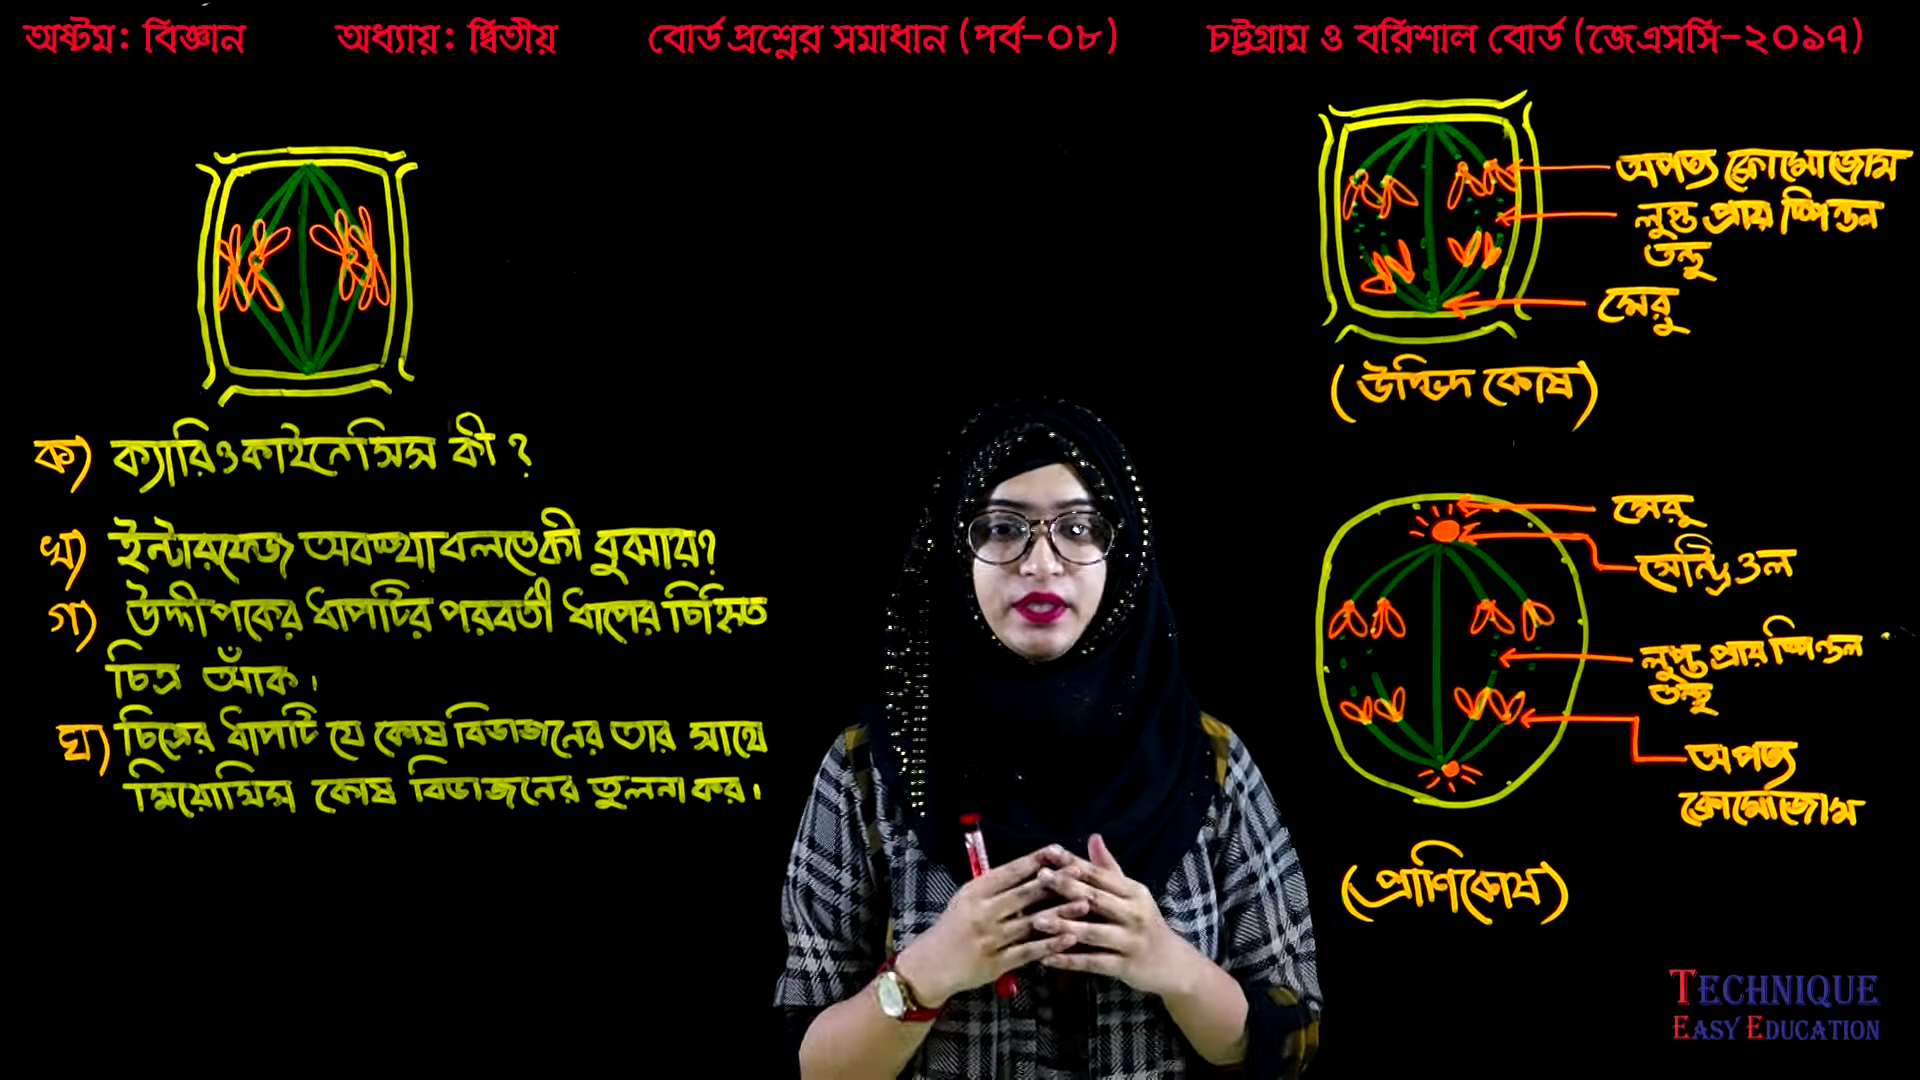 অষ্টম: বিজ্ঞান অধ্যায়: দ্বিতীয় বোর্ড প্রশ্নের সমাধান (পর্ব-০৮) চট্টগ্রাম ও বরিশাল বোর্ড (জেএসসি-২০১৭)
ক) ক্যারিওকাইনেসিস কী ?
খ) ইন্টারফেজ অবস্থা বলতে কী বুঝায়?
গ) উদ্দীপকের ধাপটির পরবর্তী ধাপের চিহ্নিত
চিত্র আঁক।
ঘ) চিত্রের ধাপটি যে কোষ বিভাজনের তার সাথে
মিয়োসিস কোষ বিভাজনের তুলনা কর।
অপত্য ক্রোমোজোম
লুপ্ত প্রায় স্পিন্ডল
তন্তু
মেরু
(উদ্ভিদ কোষ)
মেরু
সেন্ট্রিওল
লুপ্ত প্রায় স্পিন্ডল
তন্তু
অপত্য
ক্রোমোজোম
(প্রাণিকোষ)
TECHNIQUE
EASY EDUCATION